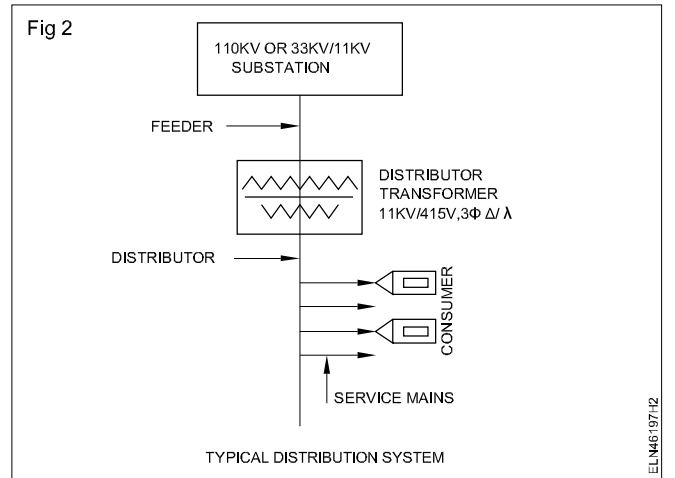 Fig 2
110KV OR 33KV/11KV
SUBSTATION
FEEDER
DISTRIBUTOR
TRANSFORMER
11KV/415V,3Φ Δ/ λ
DISTRIBUTOR
CONSUMER
SERVICE MAINS
TYPICAL DISTRIBUTION SYSTEM
ELN46197H2